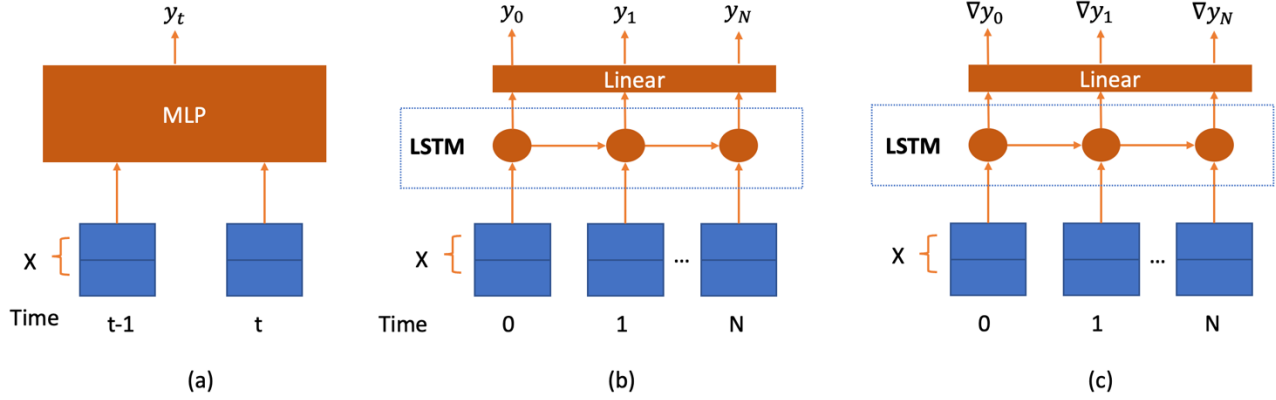 y_t
MLP
X
Time t-1 t
(a)
y_0 y_1 y_N
Linear
LSTM
X
...
Time 0 1 N
(b)
∇y_0 ∇y_1 ∇y_N
Linear
LSTM
X
...
0 1 N
(c)